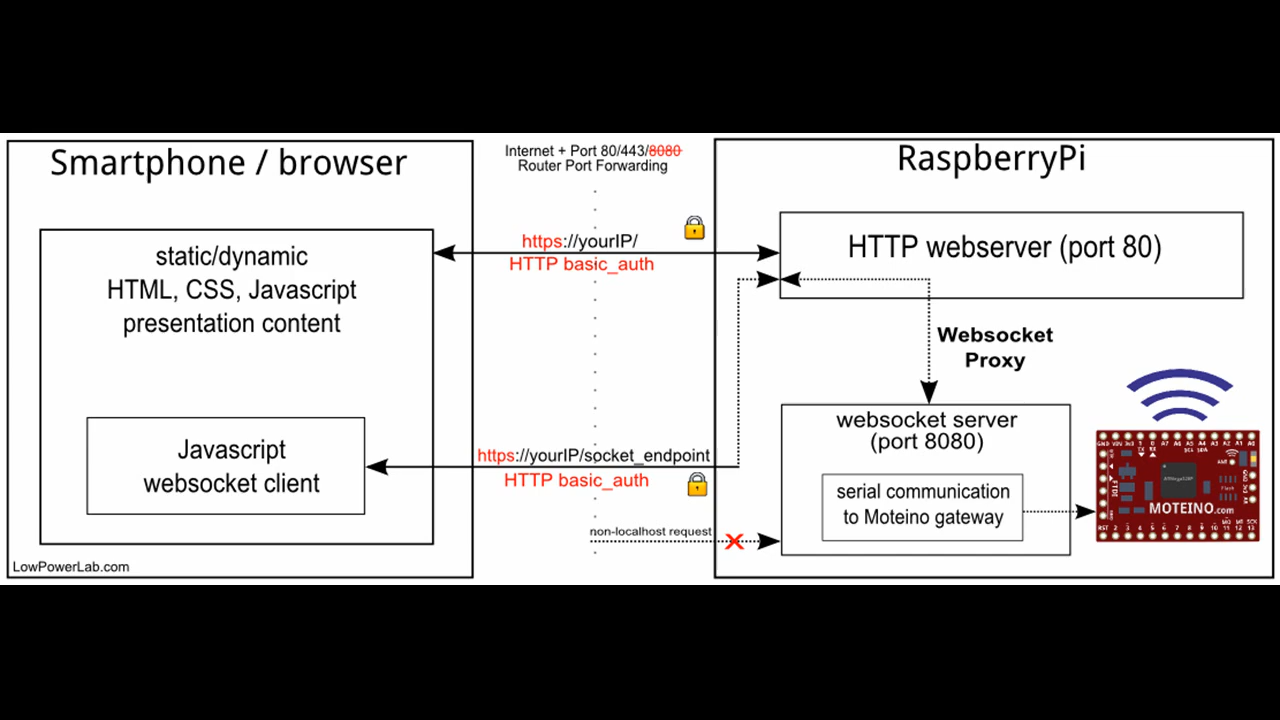 Smartphone / browser
static/dynamic
HTML, CSS, Javascript
presentation content
Javascript
websocket client
LowPowerLab.com
Internet + Port 80/443/8080
Router Port Forwarding
https://yourIP/
HTTP basic_auth
https://yourIP/socket_endpoint
HTTP basic_auth
non-localhost request
RaspberryPi
HTTP webserver (port 80)
Websocket
Proxy
websocket server
(port 8080)
serial communication
to Moteino gateway
MOTEINO.com